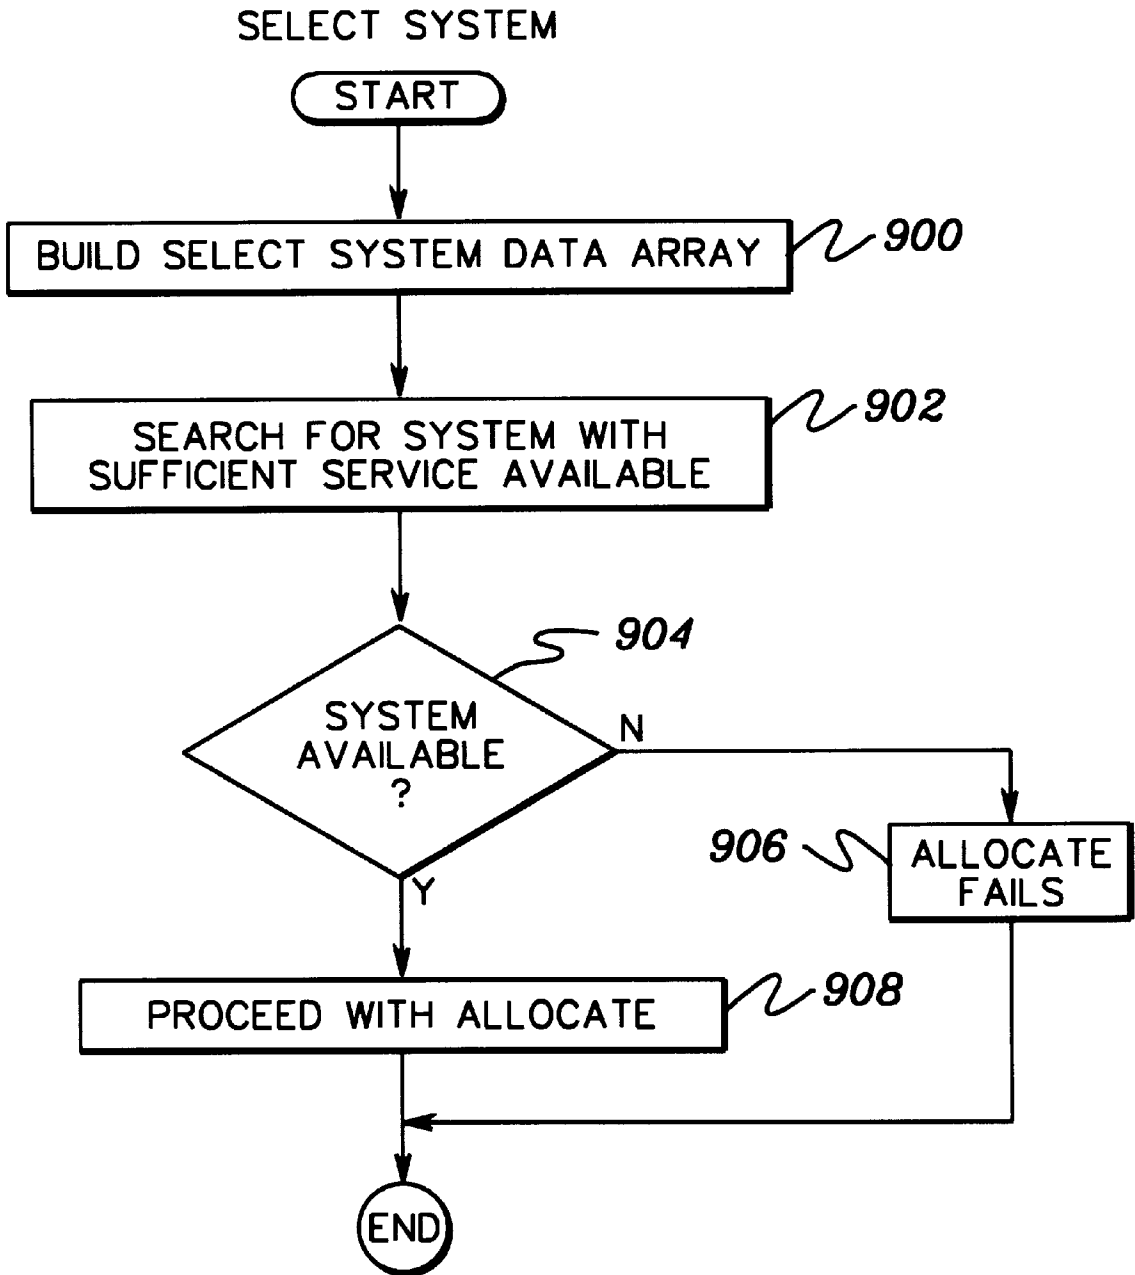 SELECT SYSTEM
START
BUILD SELECT SYSTEM DATA ARRAY
900
SEARCH FOR SYSTEM WITH
SUFFICIENT SERVICE AVAILABLE
902
904
SYSTEM
AVAILABLE
?
N
Y
906
ALLOCATE
FAILS
PROCEED WITH ALLOCATE
908
END